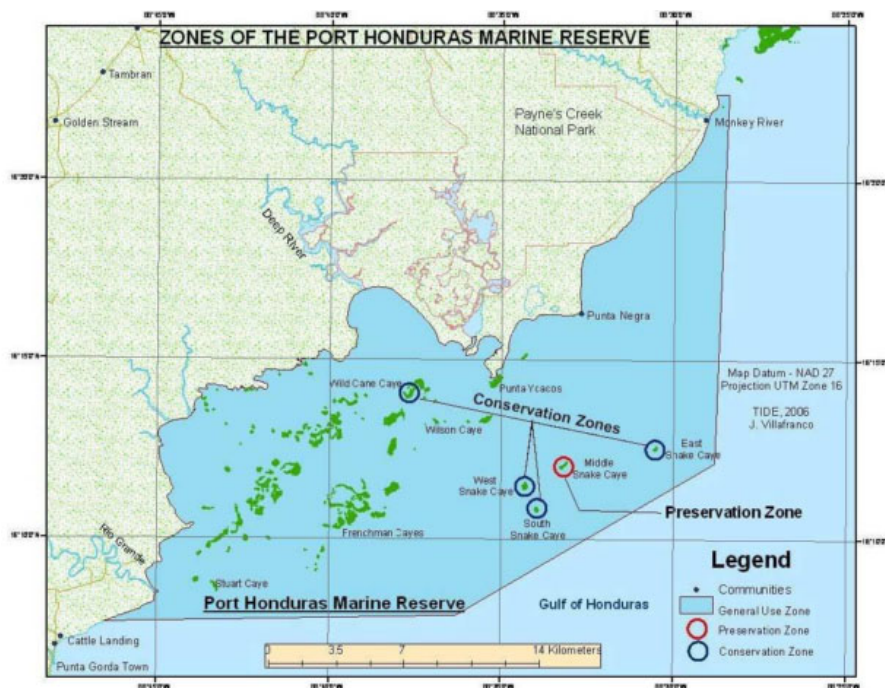 ZONES OF THE PORT HONDURAS MARINE RESERVE
Tambran
Golden Stream
Payne's Creek
National Park
Monkey River
Deep River
Punta Negra
Map Datum - NAD 27
Projection UTM Zone 16
TIDE, 2006
J. Villafranco
Wild Cane Caye
Punta Ycacos
Conservation Zones
Wilson Caye
East
Snake Caye
Middle
Snake Caye
West
Snake Caye
South
Snake Caye
Preservation Zone
Frenchman Cayes
Rio Grande
Stuart Caye
Port Honduras Marine Reserve
Gulf of Honduras
Legend
Communities
General Use Zone
Preservation Zone
Conservation Zone
Cattle Landing
Punta Gorda Town
0 3.5 7 14 Kilometers